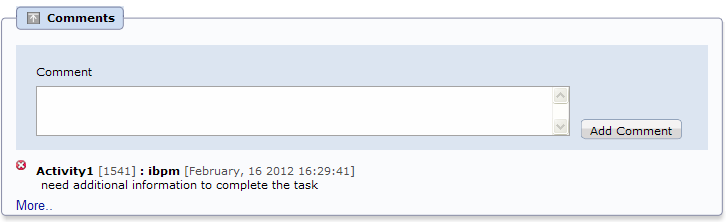 Comments
Comment
Add Comment
Activity1 [1541] : ibpm [February, 16 2012 16:29:41]
need additional information to complete the task
More..